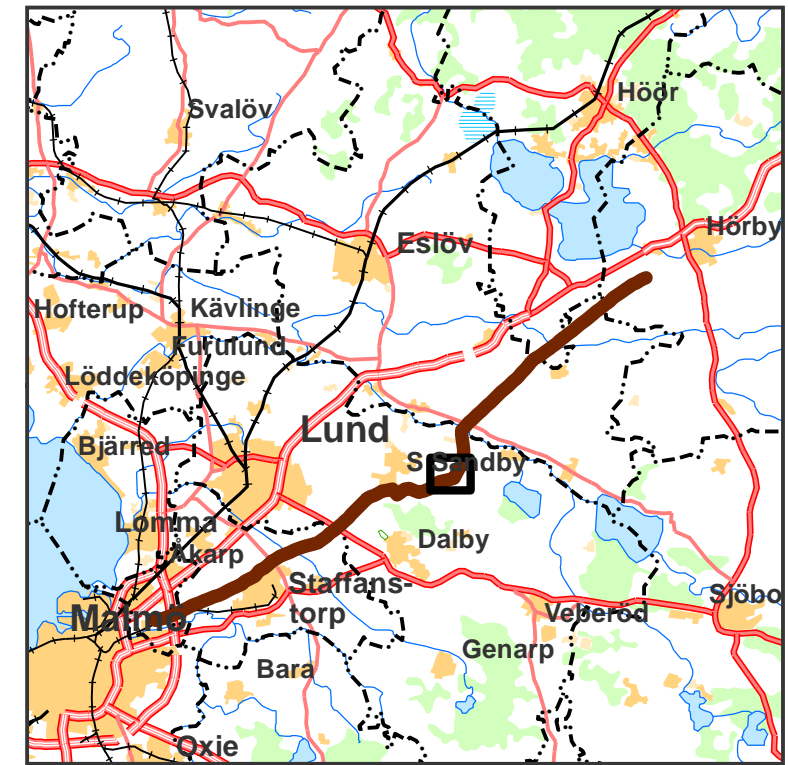 Höör
Svalöv
Hörby
Eslöv
Hofterup
Kävlinge
Furulund
Löddeköpinge
Lund
Bjärred
S Sandby
Lomma
Dalby
Åkarp
Staffans-
torp
Sjöbo
Malmö
Veberöd
Genarp
Bara
Oxie